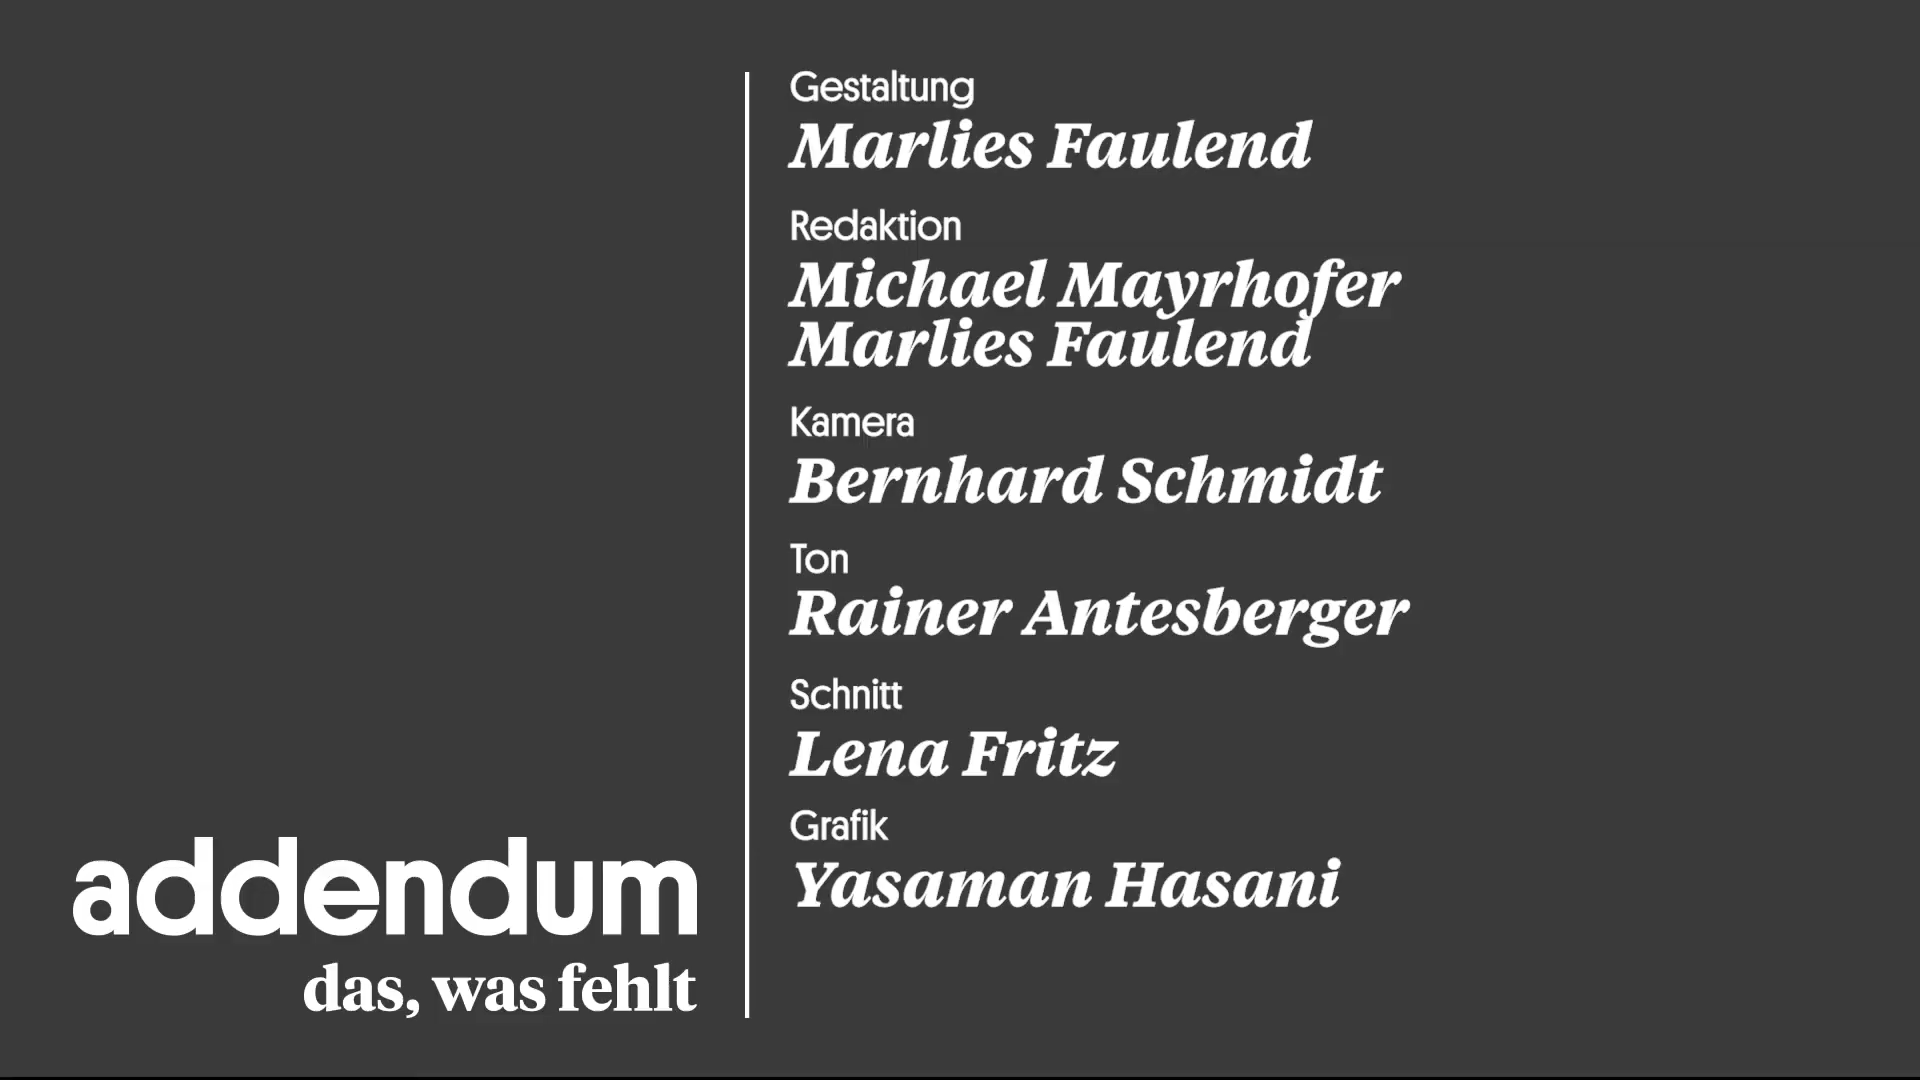 Gestaltung
Marlies Faulend
Redaktion
Michael Mayrhofer
Marlies Faulend
Kamera
Bernhard Schmidt
Ton
Rainer Antesberger
Schnitt
Lena Fritz
Grafik
Yasaman Hasani
addendum
das, was fehlt